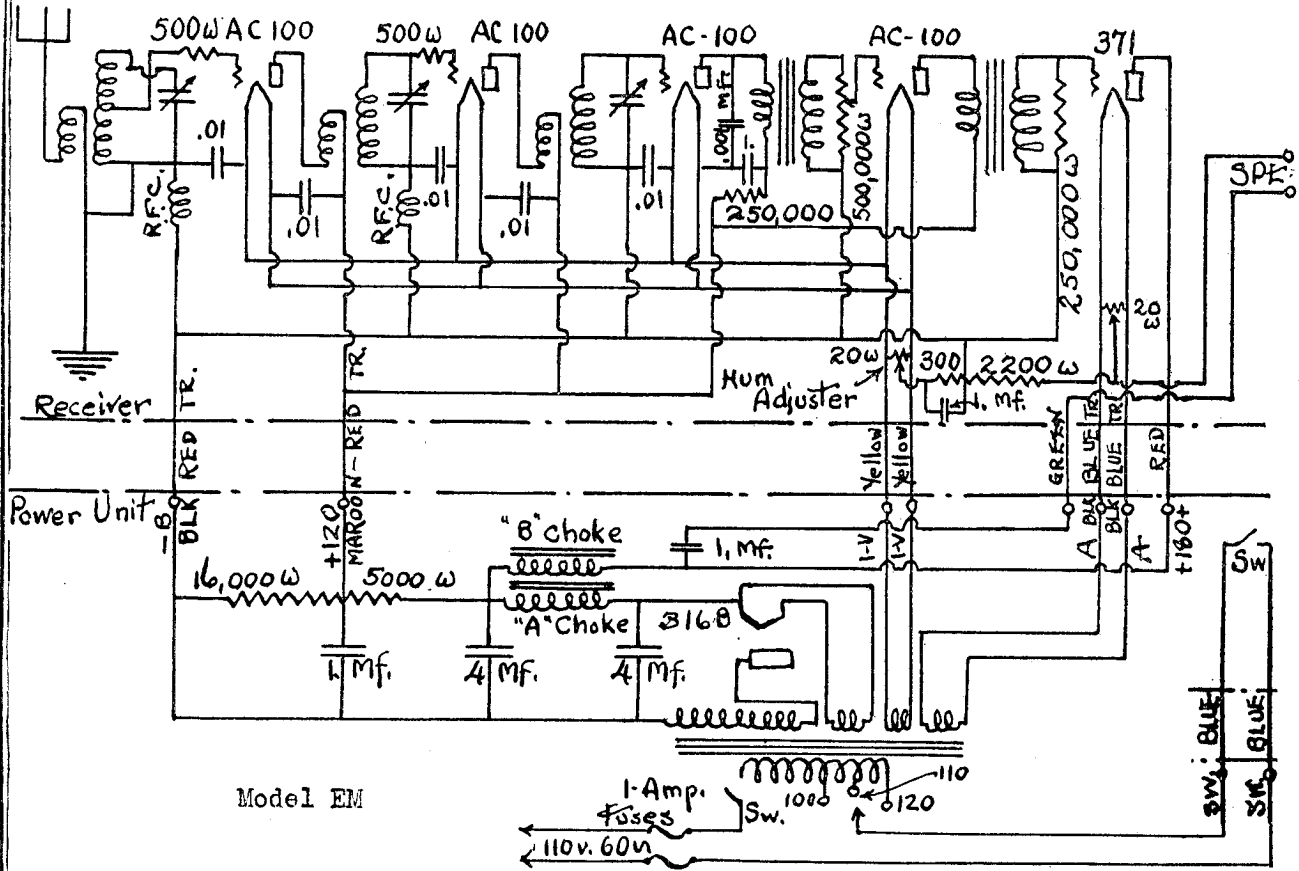 500ω AC 100
500ω AC 100
AC-100
AC-100
371
.01
.01
.01
.01
.01
.001 mf.
.1
250,000
500,000ω
250,000ω
R.F.C.
R.F.C.
SPE.
20ω
20ω
300
2200ω
Hum
Adjuster
1. Mf.
Receiver
Power Unit
-B
BLK RED TR.
+120
MAROON-RED TR.
Yellow
Yellow
GREEN
BLK BLUE TR.
BLK BLUE TR.
RED
1-V
1-V
A
A
+180+
"B" Choke
1. Mf.
16,000ω
5000ω
"A" Choke
316B
1. Mf.
4 Mf.
4 Mf.
Sw
BLUE
BLUE
SW.
SW.
Model EM
1-Amp.
Fuses
Sw.
100
110
120
110v. 60~